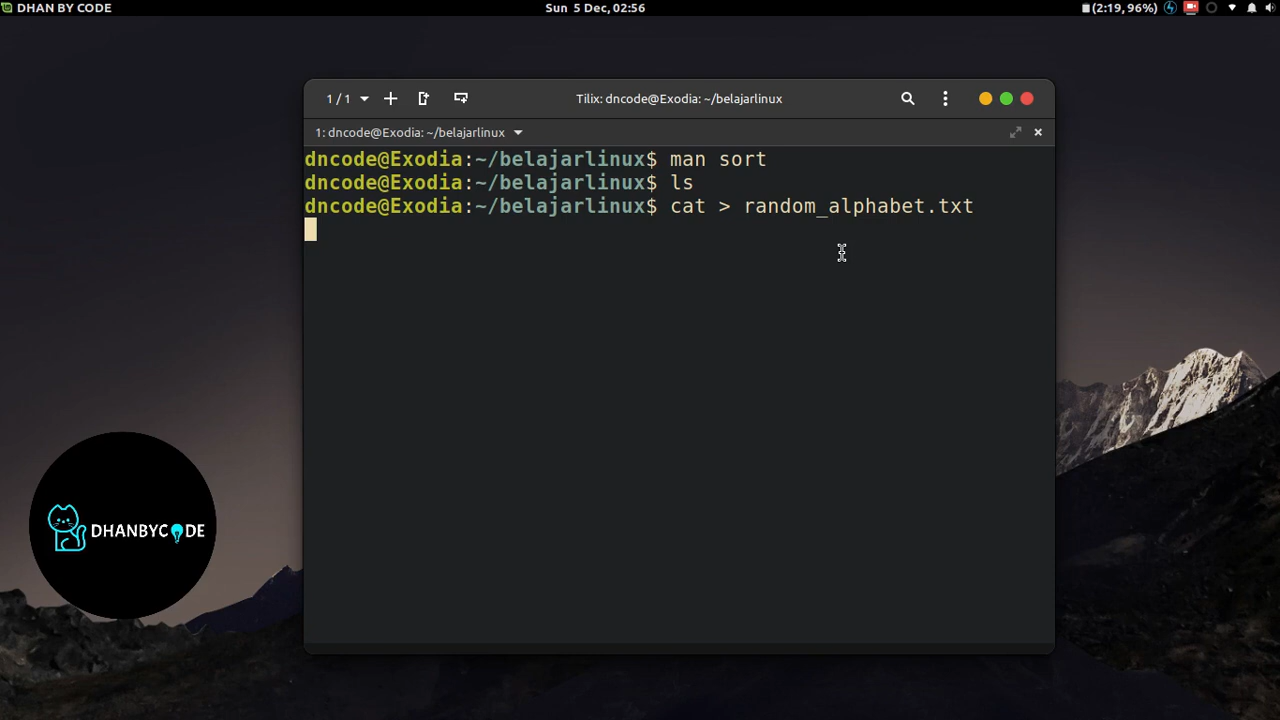 DHAN BY CODE
Sun 5 Dec, 02:56
(2:19, 96%)
1 / 1
Tilix: dncode@Exodia: ~/belajarlinux
1: dncode@Exodia: ~/belajarlinux
dncode@Exodia:~/belajarlinux$ man sort
dncode@Exodia:~/belajarlinux$ ls
dncode@Exodia:~/belajarlinux$ cat > random_alphabet.txt
DHANBYCODE